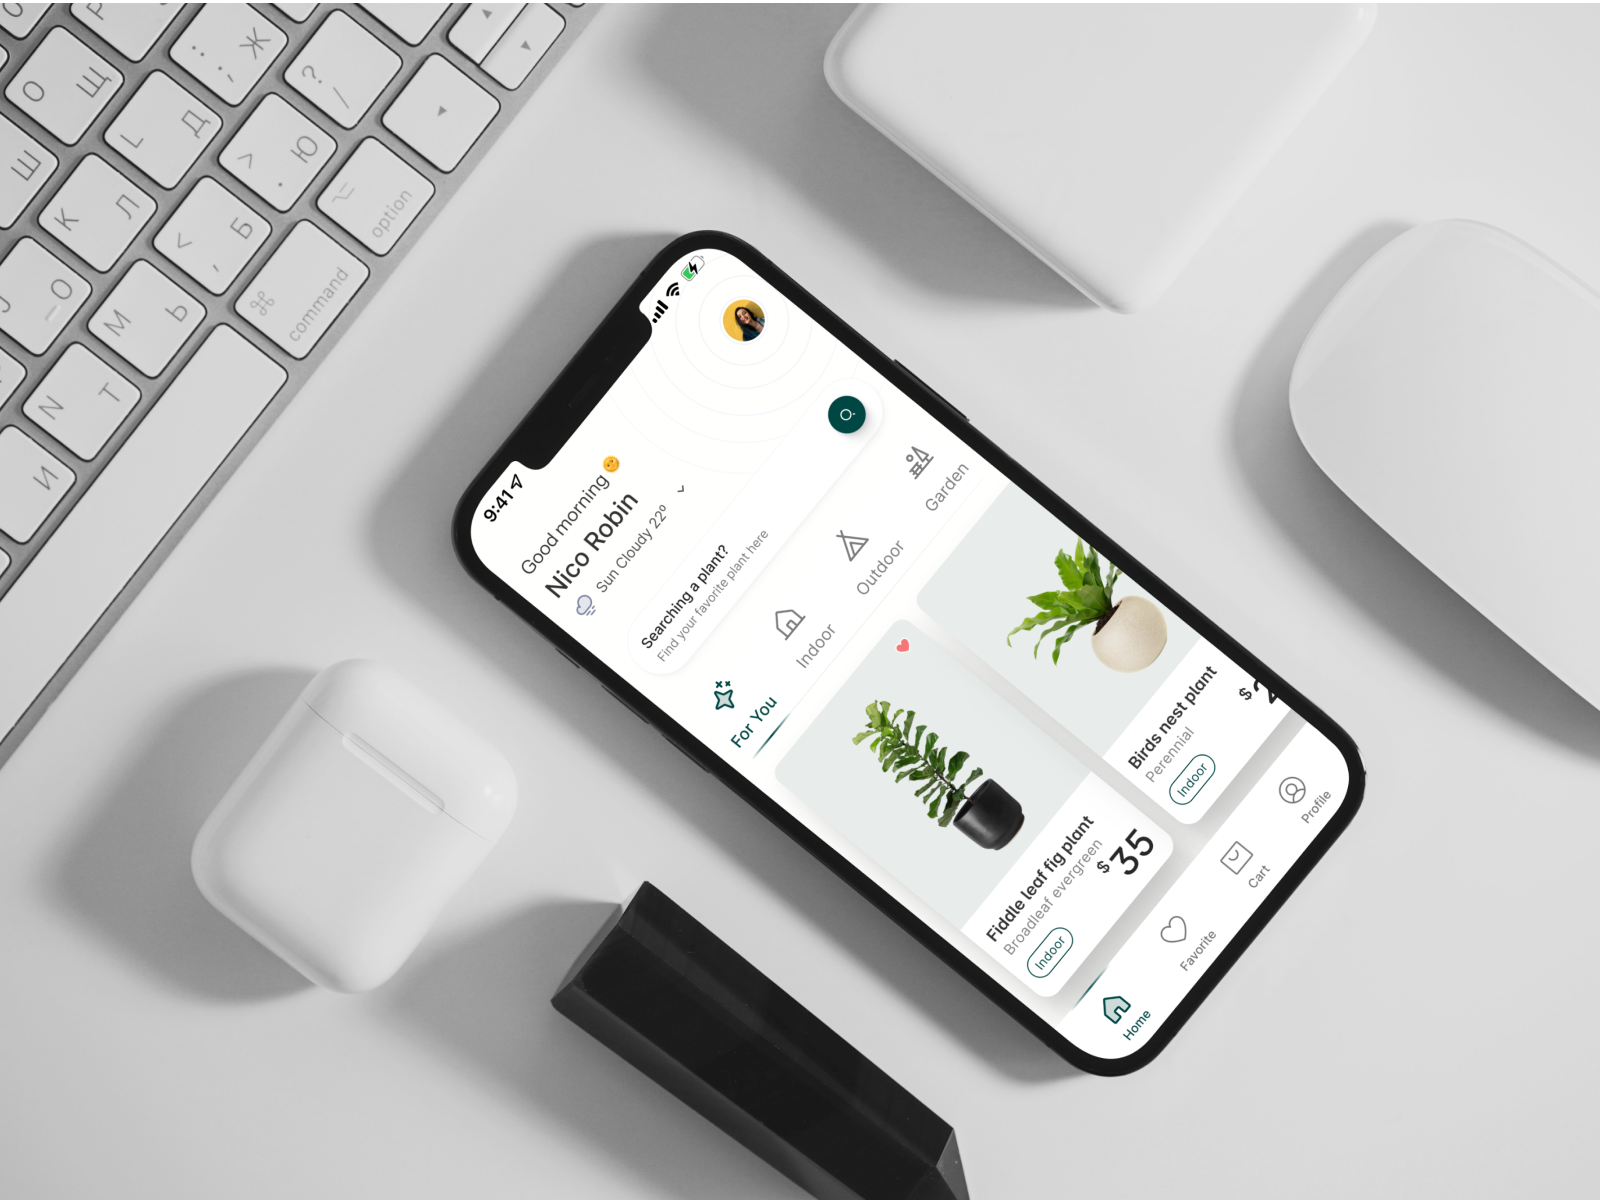 9:41
Good morning
Nico Robin
Sun Cloudy 22º
Searching a plant?
Find your favorite plant here
For You
Indoor
Outdoor
Garden
Fiddle leaf fig plant
Broadleaf evergreen
Indoor
$35
Birds nest plant
Perennial
Indoor
$
Home
Favorite
Cart
Profile
О Щ
: ; Ж
? /
Ш
L Д
> . Ю
option
K Л
< , Б
command
О
M Ь
N Т
И